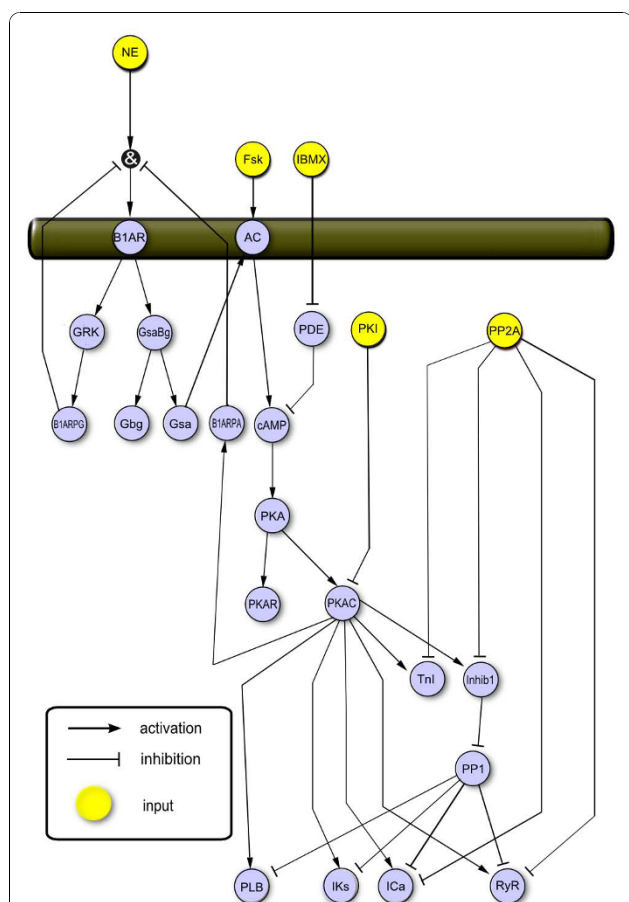 NE
&
Fsk
IBMX
B1AR
AC
GRK
GsaBg
PDE
PKI
PP2A
B1ARPG
Gbg
Gsa
B1ARPA
cAMP
PKA
PKAR
PKAC
TnI
Inhib1
activation
inhibition
input
PP1
PLB
IKs
ICa
RyR